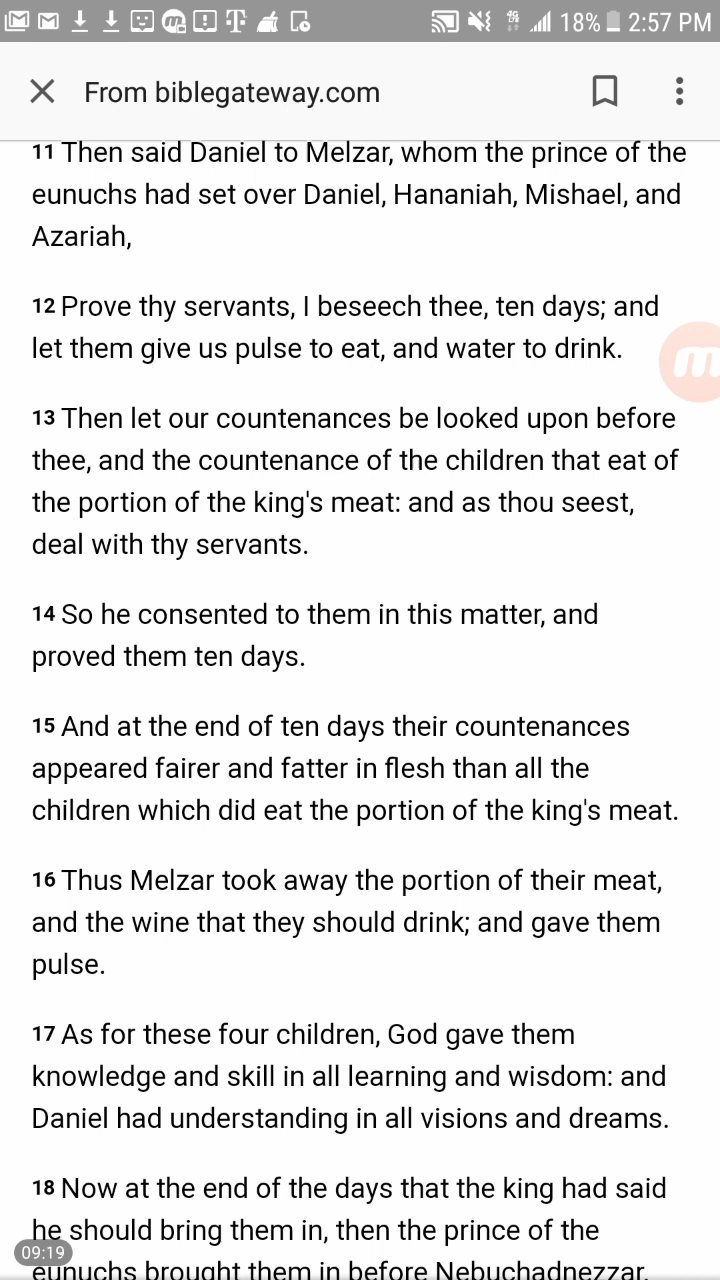 18% 2:57 PM
From biblegateway.com
11 Then said Daniel to Melzar, whom the prince of the
eunuchs had set over Daniel, Hananiah, Mishael, and
Azariah,
12 Prove thy servants, I beseech thee, ten days; and
let them give us pulse to eat, and water to drink.
13 Then let our countenances be looked upon before
thee, and the countenance of the children that eat of
the portion of the king's meat: and as thou seest,
deal with thy servants.
14 So he consented to them in this matter, and
proved them ten days.
15 And at the end of ten days their countenances
appeared fairer and fatter in flesh than all the
children which did eat the portion of the king's meat.
16 Thus Melzar took away the portion of their meat,
and the wine that they should drink; and gave them
pulse.
17 As for these four children, God gave them
knowledge and skill in all learning and wisdom: and
Daniel had understanding in all visions and dreams.
18 Now at the end of the days that the king had said
he should bring them in, then the prince of the
09:19
eunuchs brought them in before Nebuchadnezzar.